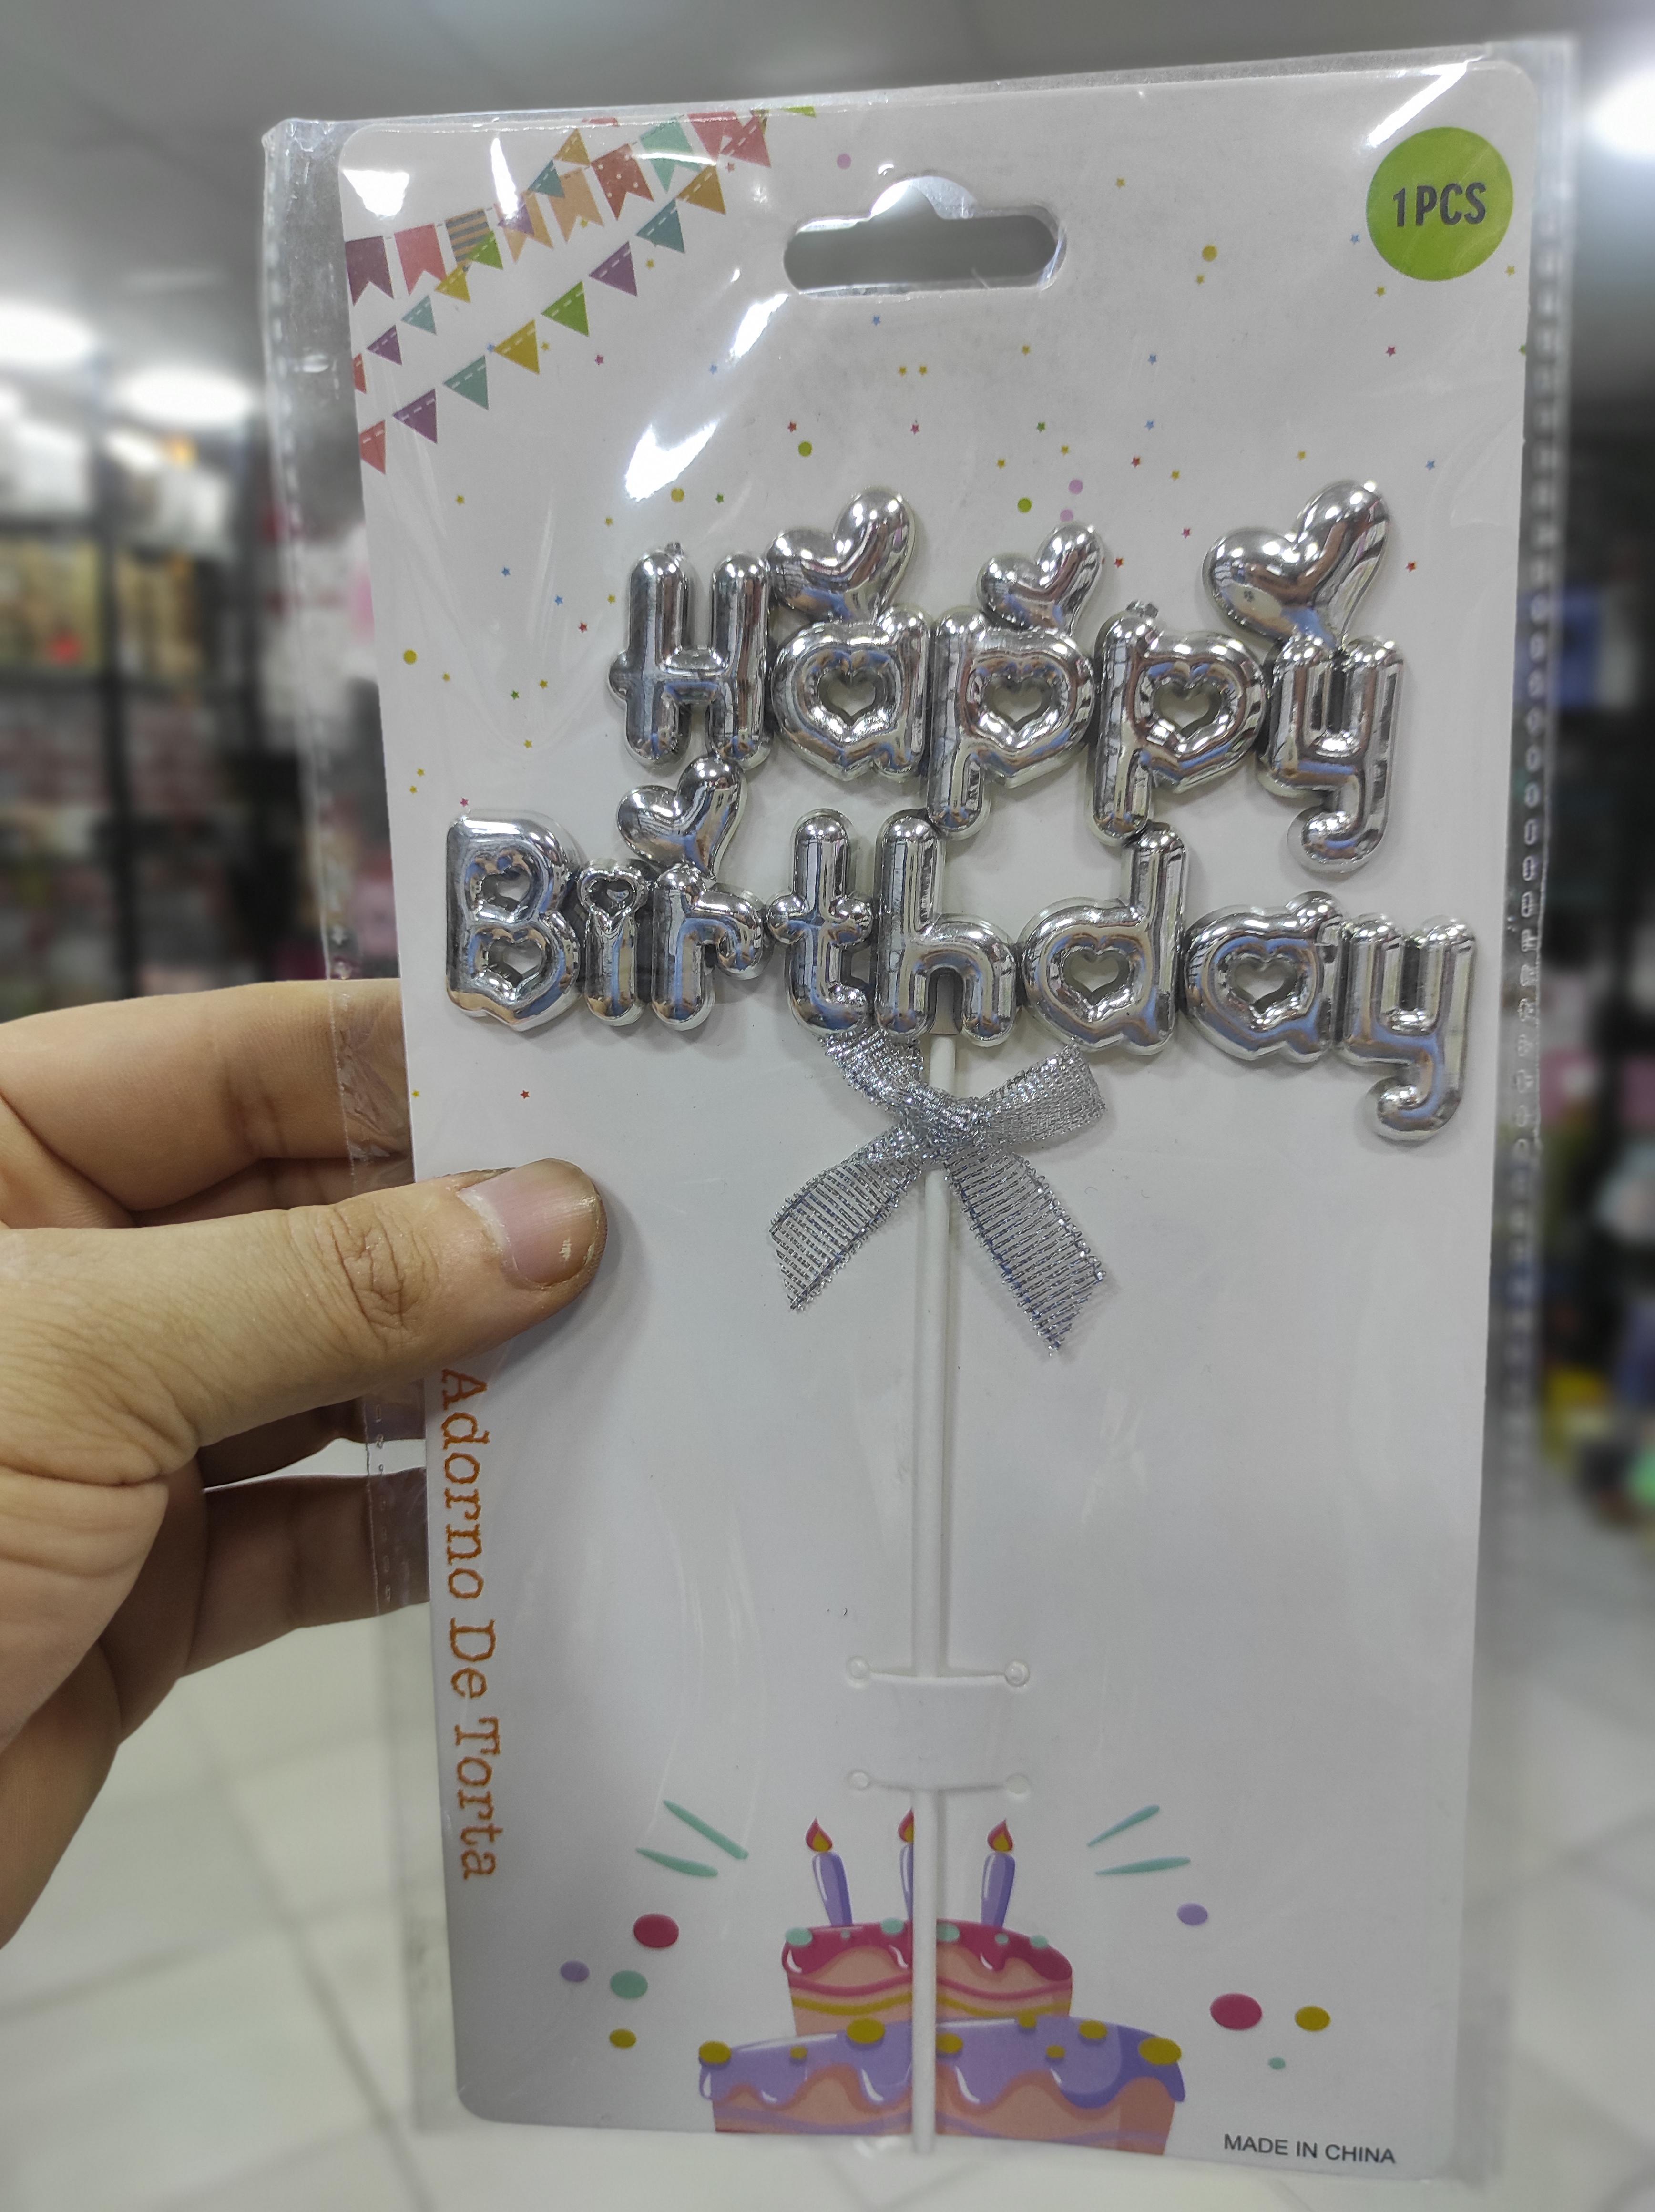 1PCS
Happy
Birthday
Adorno De Torta
MADE IN CHINA